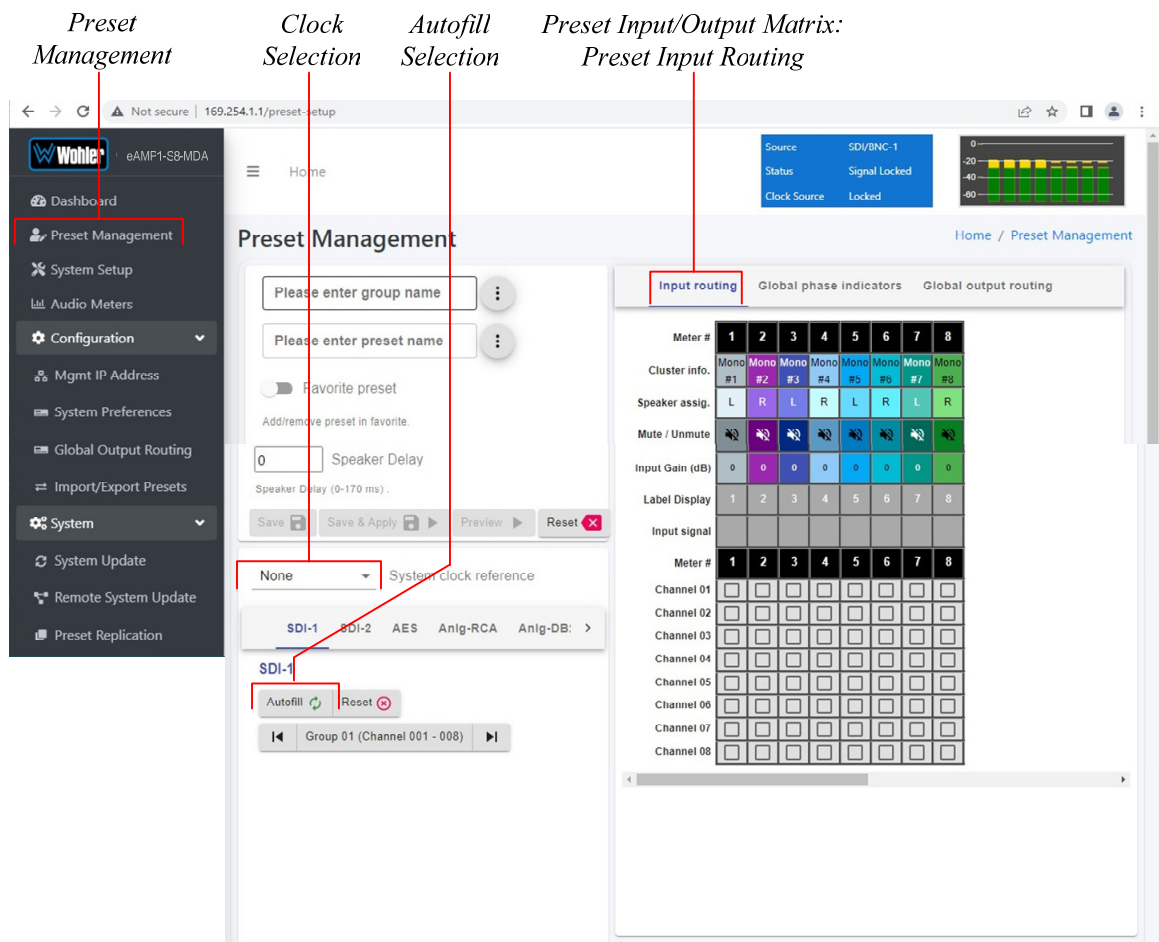 Preset Management
Clock Selection
Autofill Selection
Preset Input/Output Matrix: Preset Input Routing
Not secure | 169.254.1.1/preset-setup
Wohler eAMP1-S8-MDA
Dashboard
Preset Management
System Setup
Audio Meters
Configuration
Mgmt IP Address
System Preferences
Global Output Routing
Import/Export Presets
System
System Update
Remote System Update
Preset Replication
Home
Source SDI/BNC-1
Status Signal Locked
Clock Source Locked
0
-20
-40
-60
Preset Management
Home / Preset Management
Please enter group name
Please enter preset name
Favorite preset
Add/remove preset in favorite.
0 Speaker Delay
Speaker Delay (0-170 ms) .
Save Save & Apply Preview Reset
None System clock reference
SDI-1 SDI-2 AES Anlg-RCA Anlg-DB:
SDI-1
Autofill Reset
Group 01 (Channel 001 - 008)
Input routing Global phase indicators Global output routing
Meter # 1 2 3 4 5 6 7 8
Cluster info. Mono #1 Mono #2 Mono #3 Mono #4 Mono #5 Mono #6 Mono #7 Mono #8
Speaker assig. L R L R L R L R
Mute / Unmute
Input Gain (dB) 0 0 0 0 0 0 0 0
Label Display 1 2 3 4 5 6 7 8
Input signal
Meter # 1 2 3 4 5 6 7 8
Channel 01
Channel 02
Channel 03
Channel 04
Channel 05
Channel 06
Channel 07
Channel 08